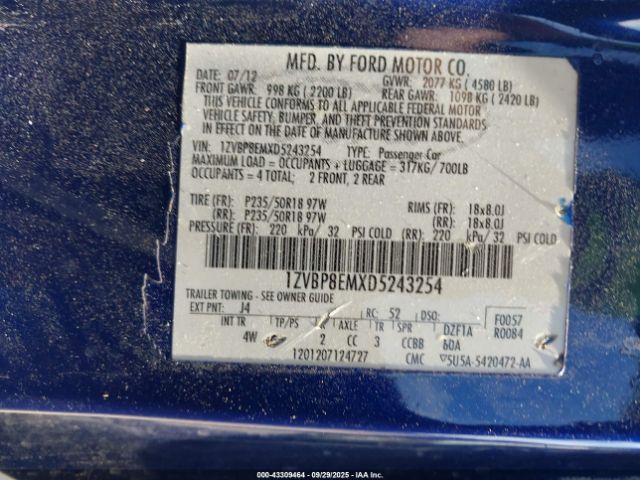 MFD. BY FORD MOTOR CO.
DATE: 07/12 GVWR: 2077 KG ( 4580 LB)
FRONT GAWR: 998 KG ( 2200 LB) REAR GAWR: 1098 KG ( 2420 LB)
THIS VEHICLE CONFORMS TO ALL APPLICABLE FEDERAL MOTOR
VEHICLE SAFETY, BUMPER, AND THEFT PREVENTION STANDARDS
IN EFFECT ON THE DATE OF MANUFACTURE SHOWN ABOVE.
VIN: 1ZVBP8EMXD5243254 TYPE: Passenger Car
MAXIMUM LOAD = OCCUPANTS + LUGGAGE = 317KG/ 700LB
OCCUPANTS = 4 TOTAL; 2 FRONT, 2 REAR
TIRE (FR): P235/50R18 97W RIMS (FR): 18x8.0J
(RR): P235/50R18 97W (RR): 18x8.0J
PRESSURE (FR): 220 kPa/ 32 PSI COLD (RR): 220 kPa/ 32 PSI COLD
1ZVBP8EMXD5243254
TRAILER TOWING - SEE OWNER GUIDE
EXT PNT: J4 RC: 52 DSO: F0057
INT TR TP/PS R AXLE TR SPR DZF1A R0084
4W 2 CC 3 CCBB 60A
1201207124727 CMC 5U5A-5420472-AA
000-43309464 - 09/29/2025 - IAA Inc.